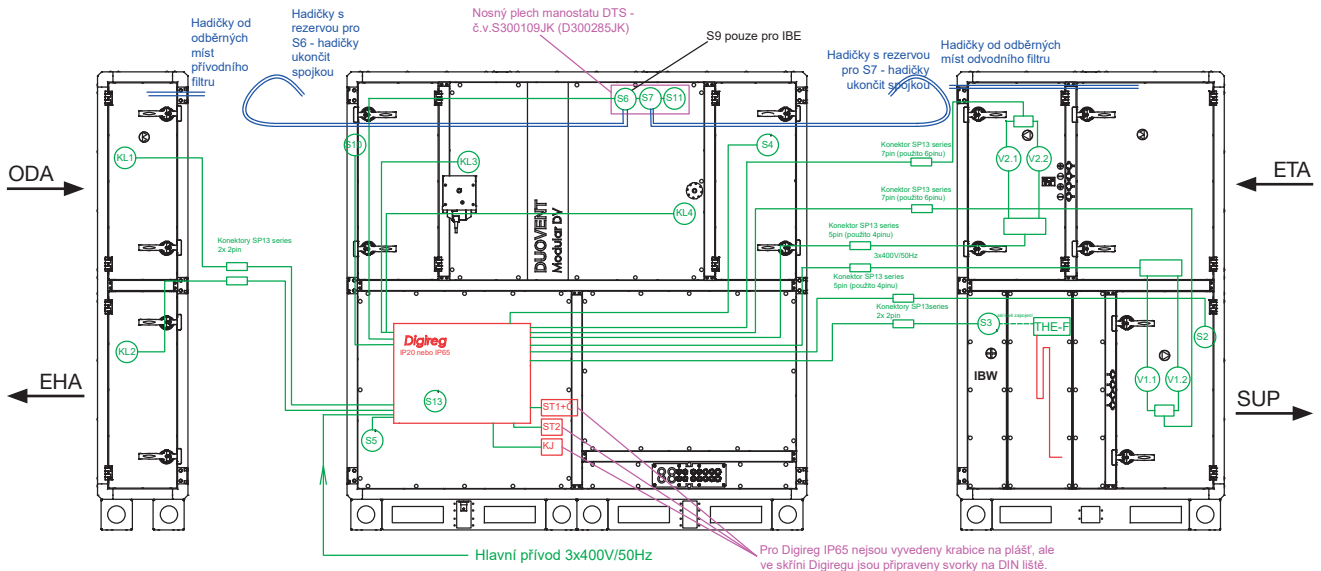 Hadičky od
odběrných
míst
přívodního
filtru
Hadičky s
rezervou pro
S6 - hadičky
ukončit
spojkou
Nosný plech manostatu DTS -
č.v.S300109JK (D300285JK)
S9 pouze pro IBE
Hadičky s rezervou
pro S7 - hadičky
ukončit spojkou
Hadičky od odběrných
míst odvodního filtru
S6
S7
S11
S10
S4
KL1
KL3
KL4
V2.1
V2.2
ODA
ETA
Konektor SP13 series
7pin (použito 6pinu)
Konektor SP13 series
7pin (použito 6pinu)
Konektor SP13 series
5pin (použito 4pinu)
3x400V/50Hz
Konektor SP13 series
5pin (použito 4pinu)
Konektory SP13series
2x 2pin
Konektory SP13 series
2x 2pin
DUOVENT
Modular DV
KL2
Digireg
IP20 nebo IP65
S3
THE-F
S2
IBW
V1.1
V1.2
EHA
SUP
S13
S5
ST1+C
ST2
KJ
Hlavní přívod 3x400V/50Hz
Pro Digireg IP65 nejsou vyvedeny krabice na plášť, ale
ve skříni Digiregu jsou připraveny svorky na DIN liště.